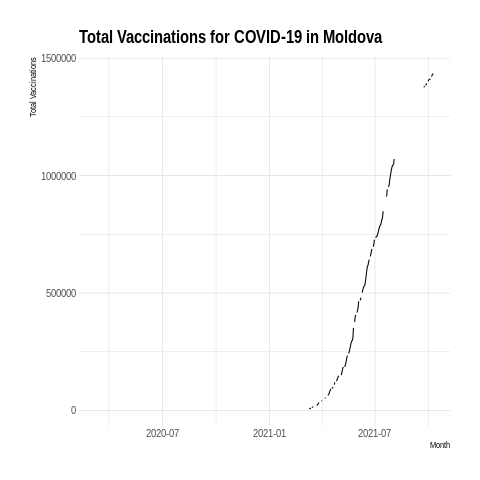 Total Vaccinations for COVID-19 in Moldova
Total Vaccinations
1500000
1000000
500000
0
2020-07
2021-01
2021-07
Month